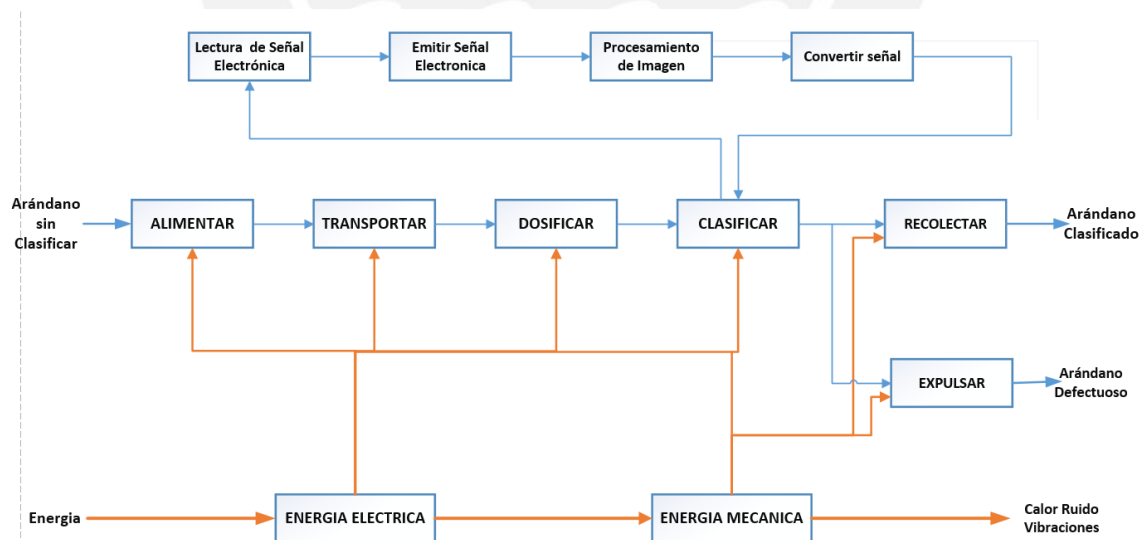 Lectura de Señal
Electrónica
Emitir Señal
Electronica
Procesamiento
de Imagen
Convertir señal
Arándano
sin
Clasificar
ALIMENTAR
TRANSPORTAR
DOSIFICAR
CLASIFICAR
RECOLECTAR
Arándano
Clasificado
EXPULSAR
Arándano
Defectuoso
Energia
ENERGIA ELECTRICA
ENERGIA MECANICA
Calor Ruido
Vibraciones